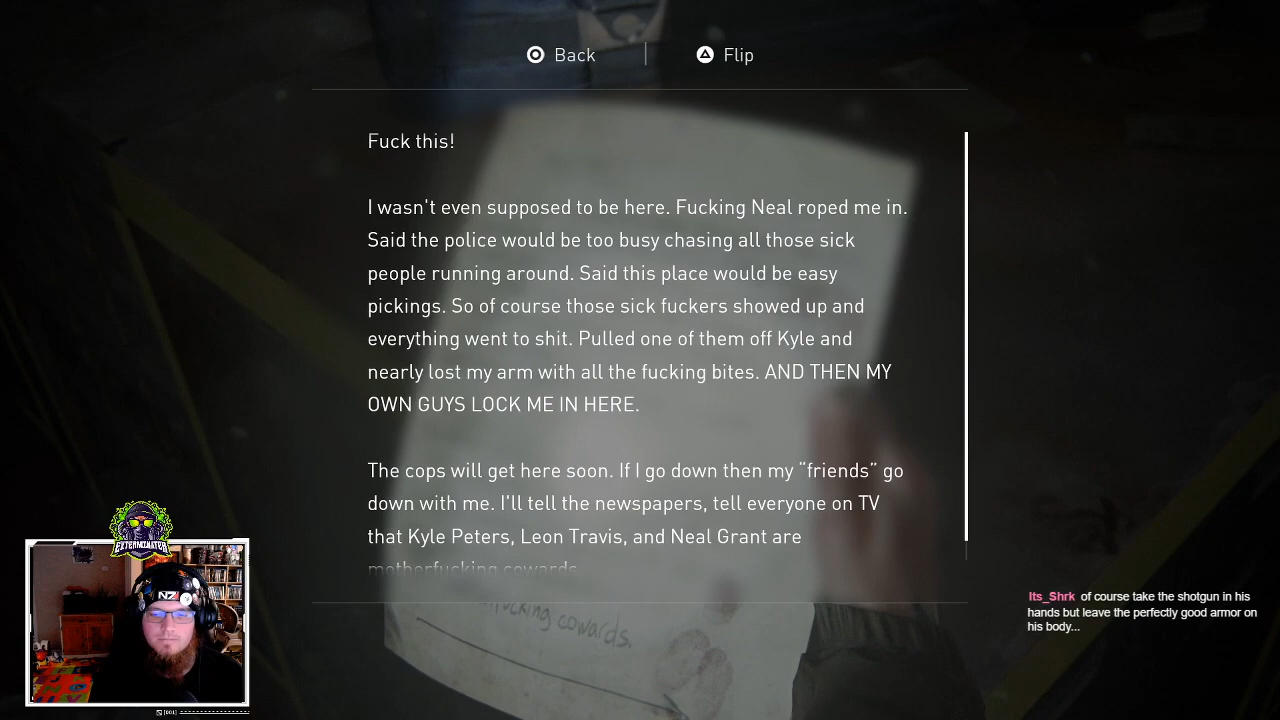 Back
Flip
Fuck this!
I wasn't even supposed to be here. Fucking Neal roped me in.
Said the police would be too busy chasing all those sick
people running around. Said this place would be easy
pickings. So of course those sick fuckers showed up and
everything went to shit. Pulled one of them off Kyle and
nearly lost my arm with all the fucking bites. AND THEN MY
OWN GUYS LOCK ME IN HERE.
The cops will get here soon. If I go down then my “friends” go
down with me. I'll tell the newspapers, tell everyone on TV
that Kyle Peters, Leon Travis, and Neal Grant are
motherfucking cowards.
cowards.
EXTERMINATER
N7
Its_Shrk of course take the shotgun in his
hands but leave the perfectly good armor on
his body...